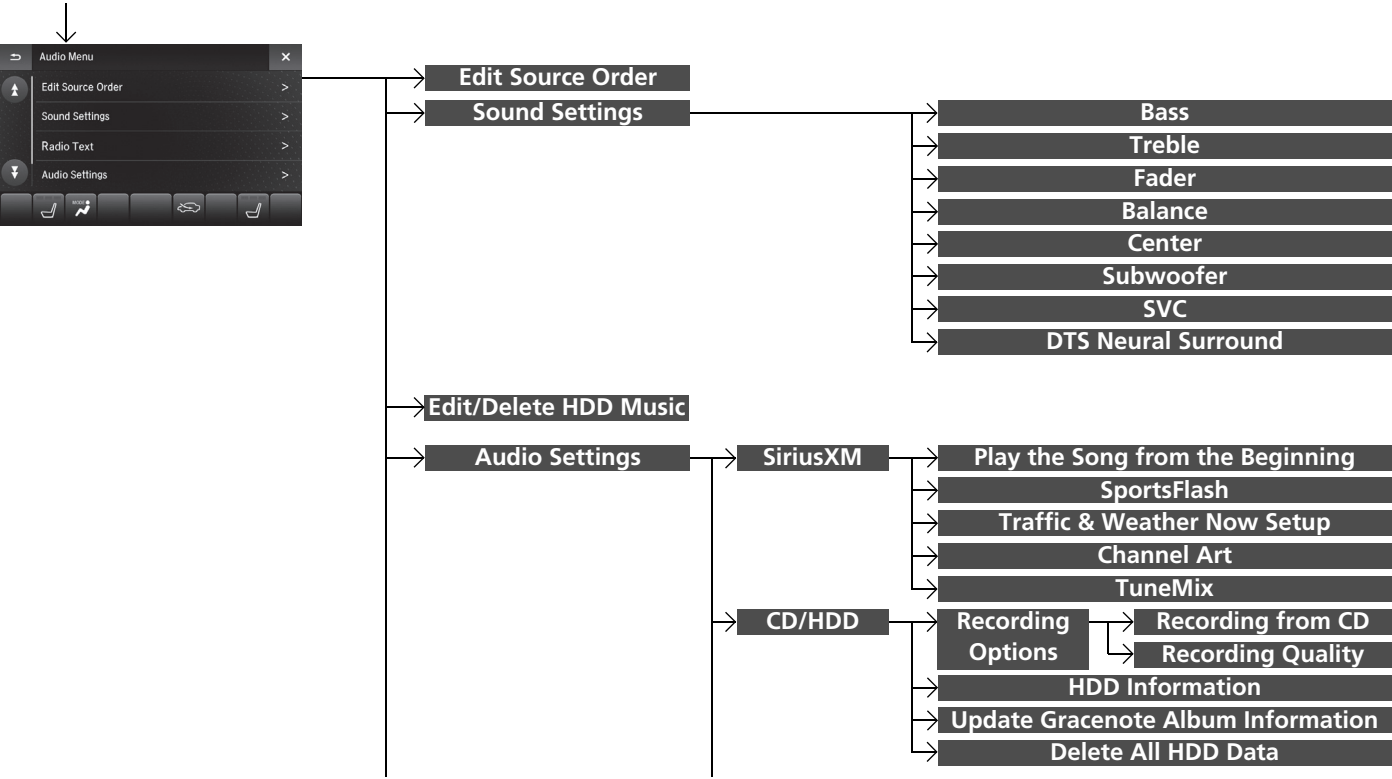 Audio Menu
Edit Source Order
Sound Settings
Radio Text
Audio Settings
MODE
Edit Source Order
Sound Settings
Bass
Treble
Fader
Balance
Center
Subwoofer
SVC
DTS Neural Surround
Edit/Delete HDD Music
Audio Settings
SiriusXM
Play the Song from the Beginning
SportsFlash
Traffic & Weather Now Setup
Channel Art
TuneMix
CD/HDD
Recording
Options
Recording from CD
Recording Quality
HDD Information
Update Gracenote Album Information
Delete All HDD Data